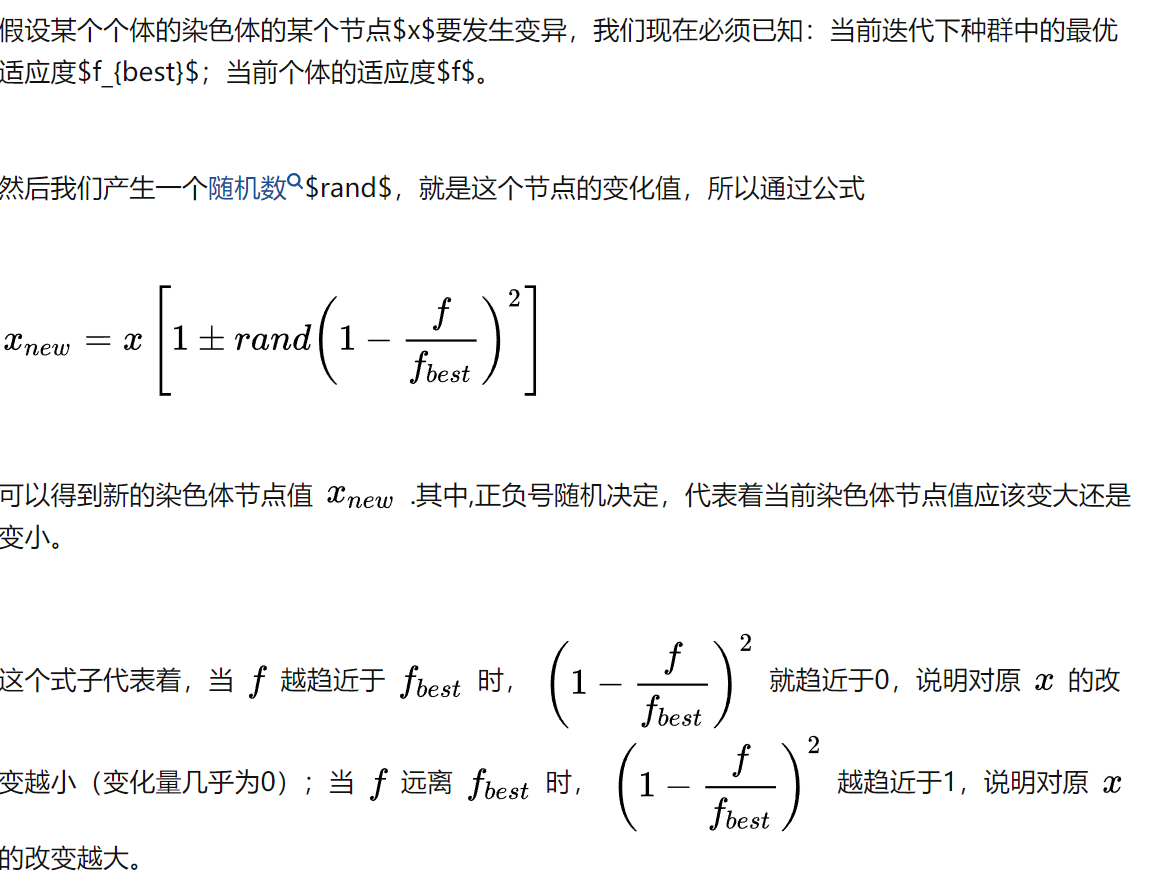 假设某个个体的染色体的某个节点$x$要发生变异，我们现在必须已知：当前迭代下种群中的最优
适应度$f_{best}$；当前个体的适应度$f$。
然后我们产生一个随机数$rand$，就是这个节点的变化值，所以通过公式
x_{new} = x [1 ± rand(1 − \frac{f}{f_{best}})^2]
可以得到新的染色体节点值 x_{new} .其中,正负号随机决定，代表着当前染色体节点值应该变大还是
变小。
这个式子代表着，当 f 越趋近于 f_{best} 时， (1 − \frac{f}{f_{best}})^2 就趋近于0，说明对原 x 的改
变越小（变化量几乎为0）；当 f 远离 f_{best} 时， (1 − \frac{f}{f_{best}})^2 越趋近于1，说明对原 x
的改变越大。